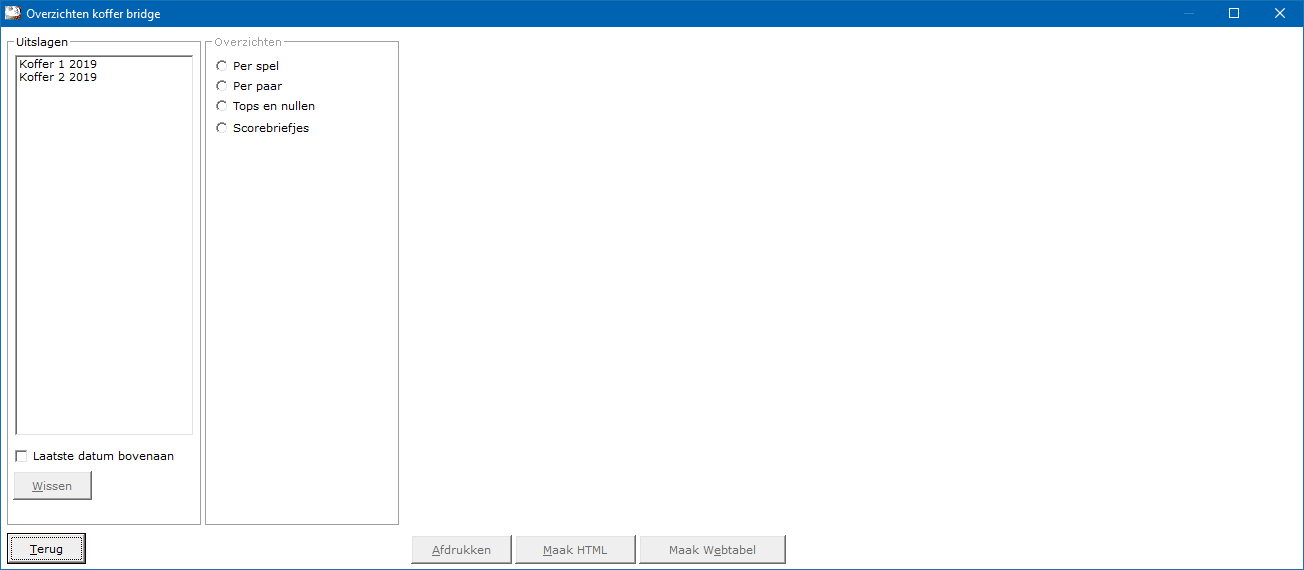 Overzichten koffer bridge
Uitslagen
Koffer 1 2019
Koffer 2 2019
Laatste datum bovenaan
Wissen
Overzichten
Per spel
Per paar
Tops en nullen
Scorebriefjes
Terug
Afdrukken
Maak HTML
Maak Webtabel